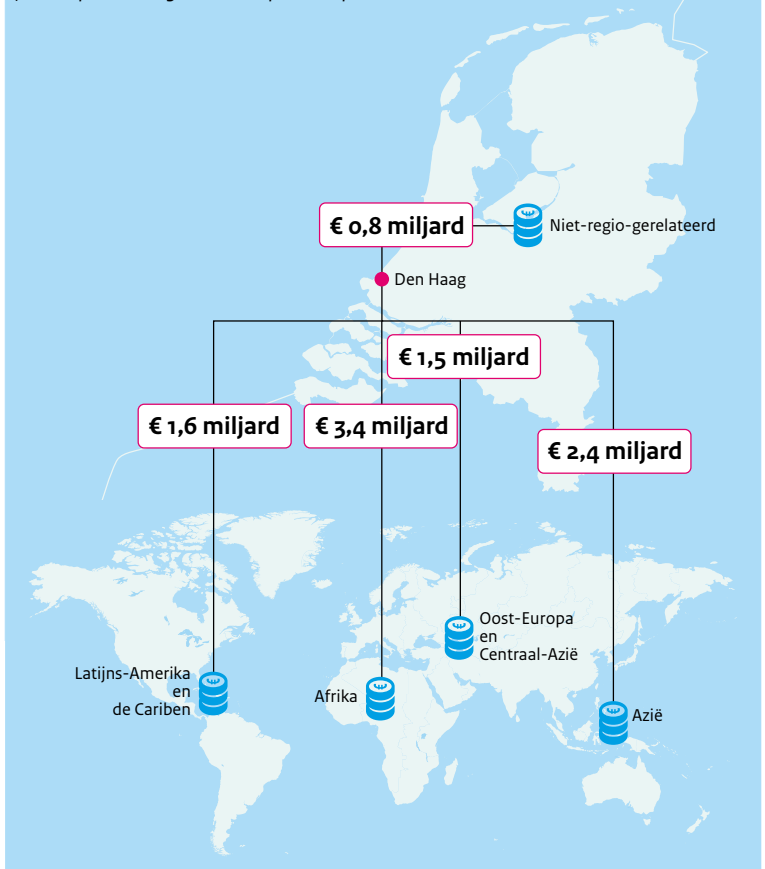 € 0,8 miljard
Niet-regio-gerelateerd
Den Haag
€ 1,5 miljard
€ 1,6 miljard
€ 3,4 miljard
€ 2,4 miljard
Oost-Europa
en
Centraal-Azië
Latijns-Amerika
en
de Cariben
Afrika
Azië